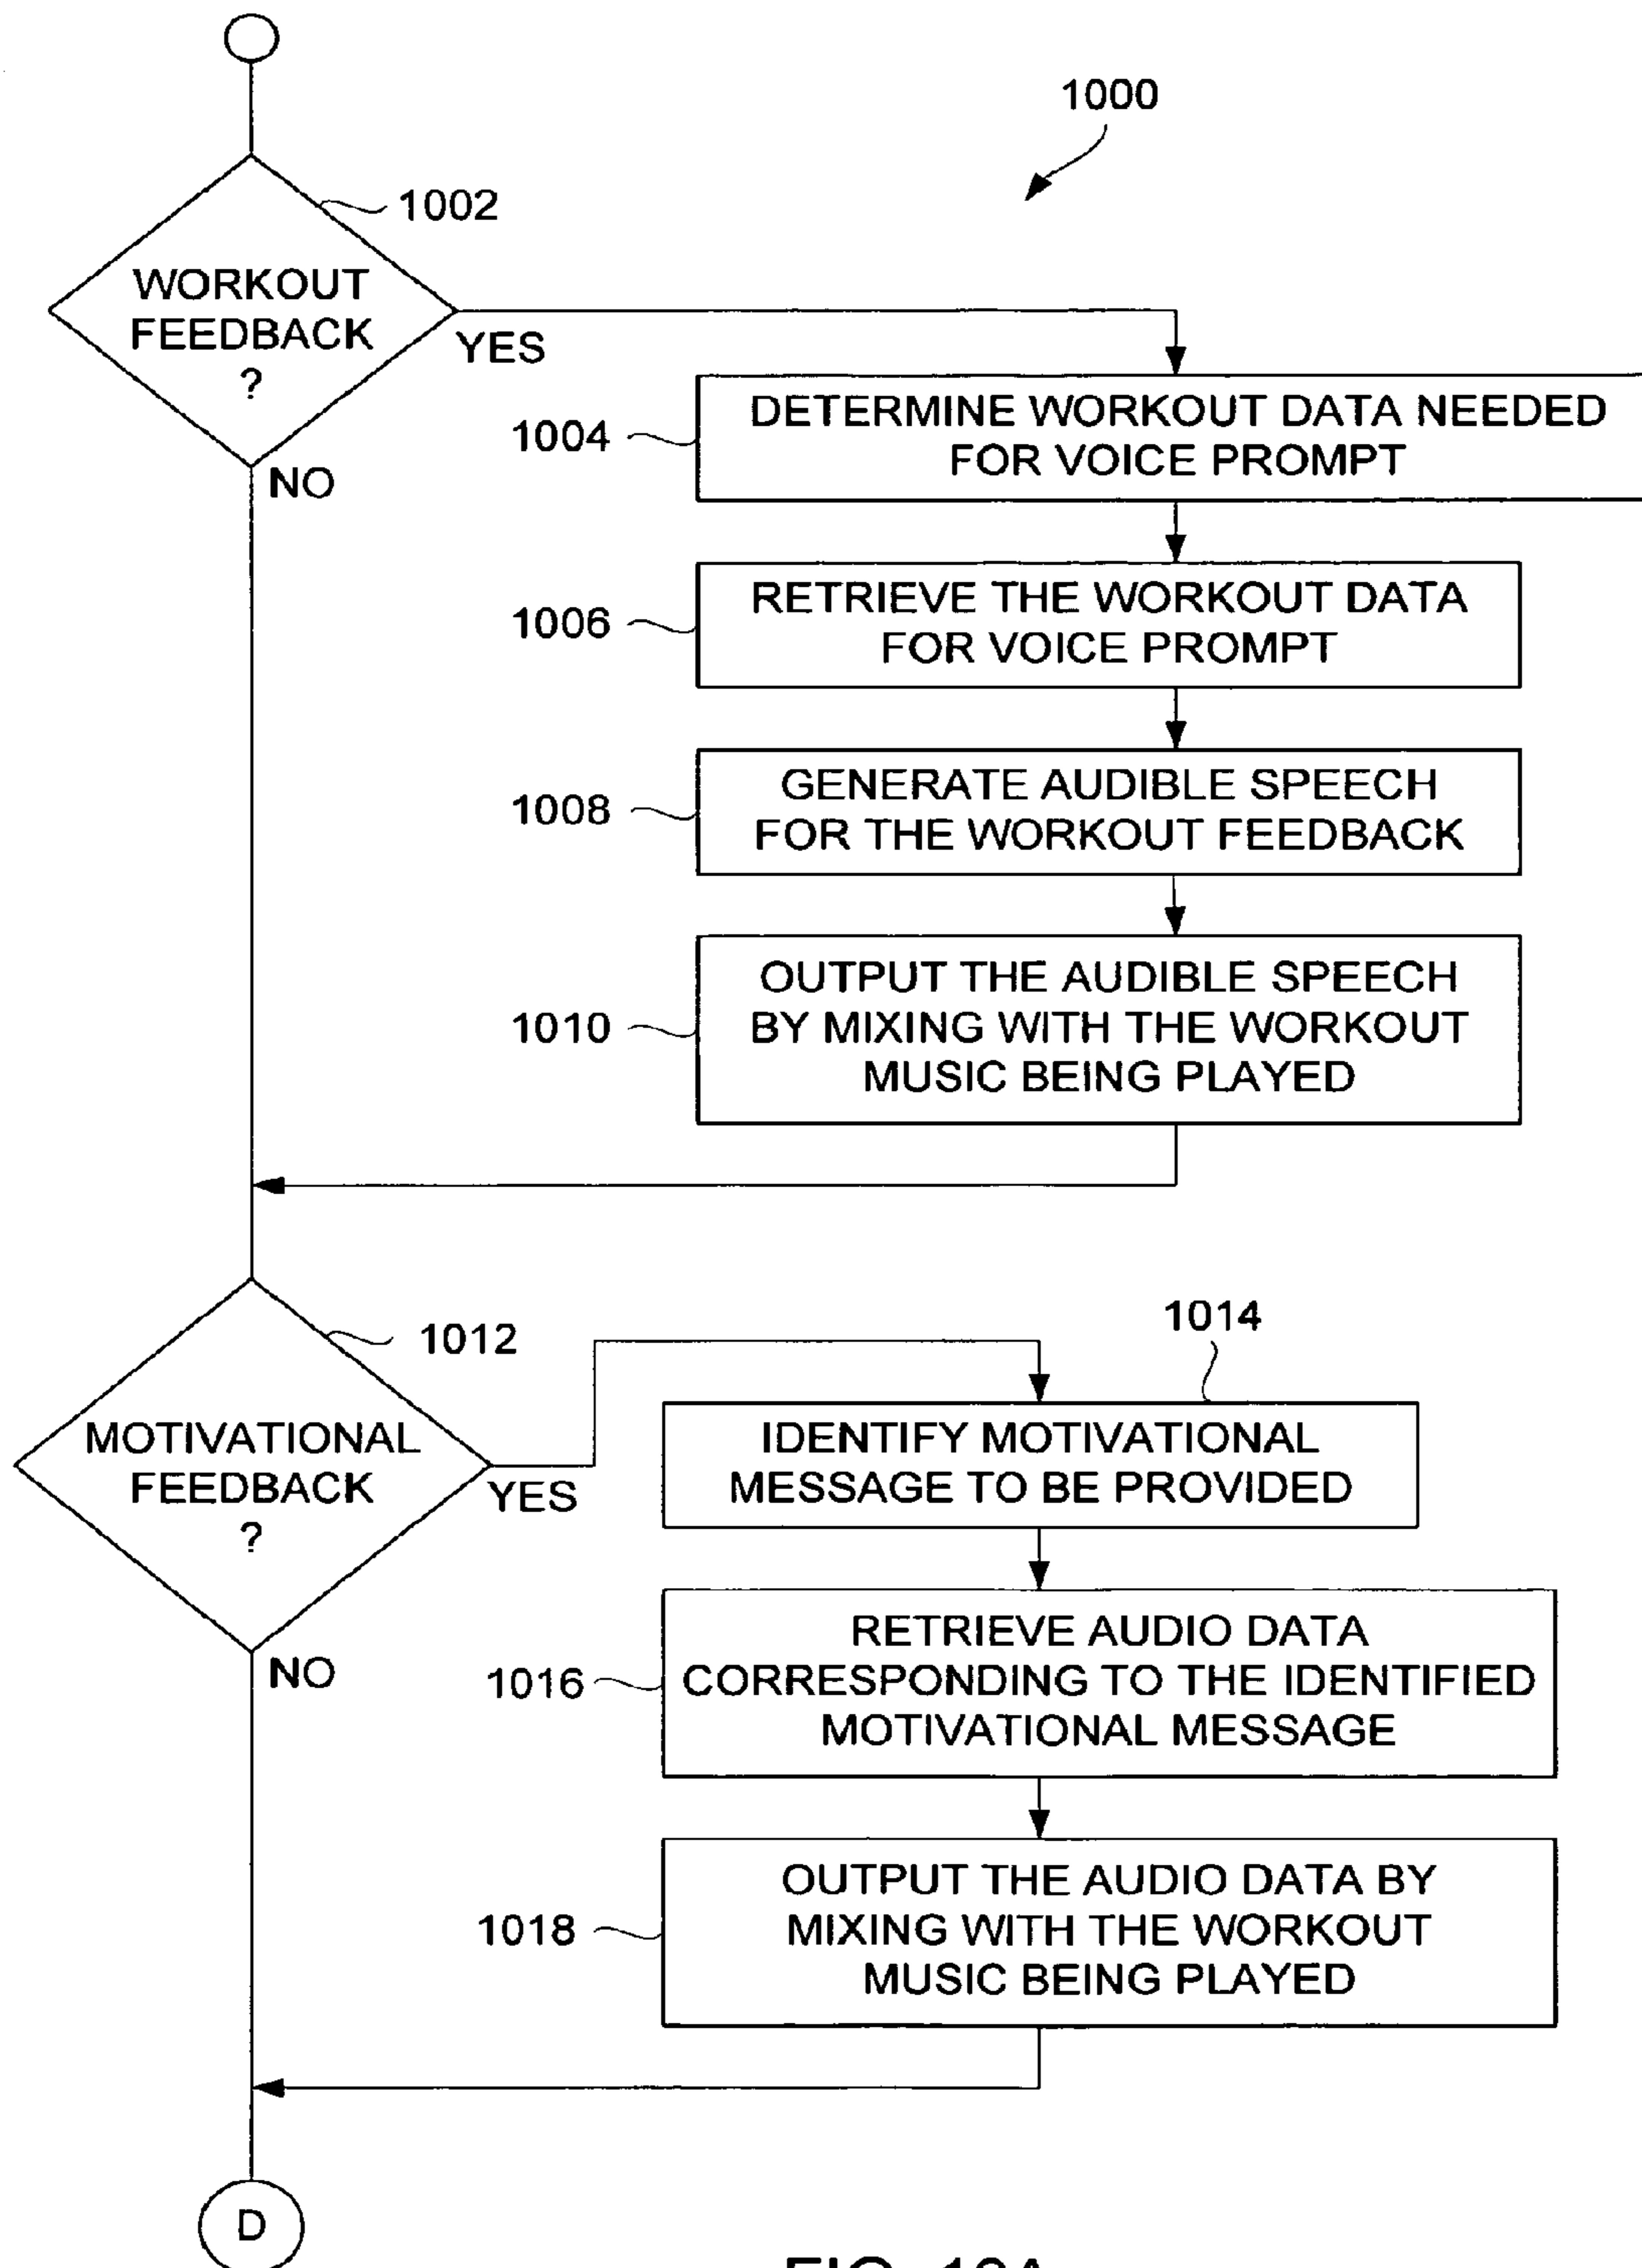 1000
1002
WORKOUT
FEEDBACK
?
YES
NO
1004
DETERMINE WORKOUT DATA NEEDED
FOR VOICE PROMPT
1006
RETRIEVE THE WORKOUT DATA
FOR VOICE PROMPT
1008
GENERATE AUDIBLE SPEECH
FOR THE WORKOUT FEEDBACK
1010
OUTPUT THE AUDIBLE SPEECH
BY MIXING WITH THE WORKOUT
MUSIC BEING PLAYED
1012
MOTIVATIONAL
FEEDBACK
?
YES
NO
1014
IDENTIFY MOTIVATIONAL
MESSAGE TO BE PROVIDED
1016
RETRIEVE AUDIO DATA
CORRESPONDING TO THE IDENTIFIED
MOTIVATIONAL MESSAGE
1018
OUTPUT THE AUDIO DATA BY
MIXING WITH THE WORKOUT
MUSIC BEING PLAYED
D
FIG. 10A